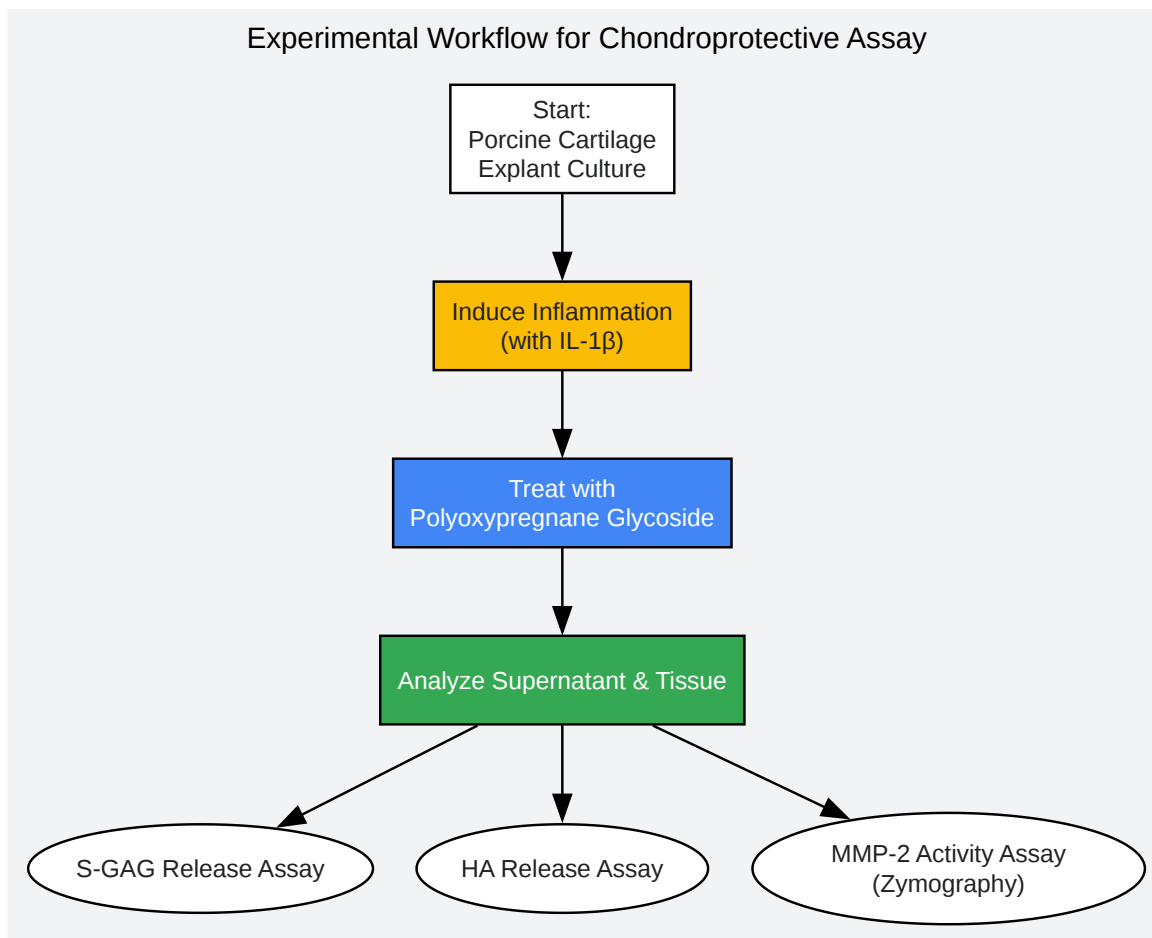 Experimental Workflow for Chondroprotective Assay
Start:
Porcine Cartilage
Explant Culture
Induce Inflammation
(with IL-1β)
Treat with
Polyoxypregnane Glycoside
Analyze Supernatant & Tissue
S-GAG Release Assay
HA Release Assay
MMP-2 Activity Assay
(Zymography)